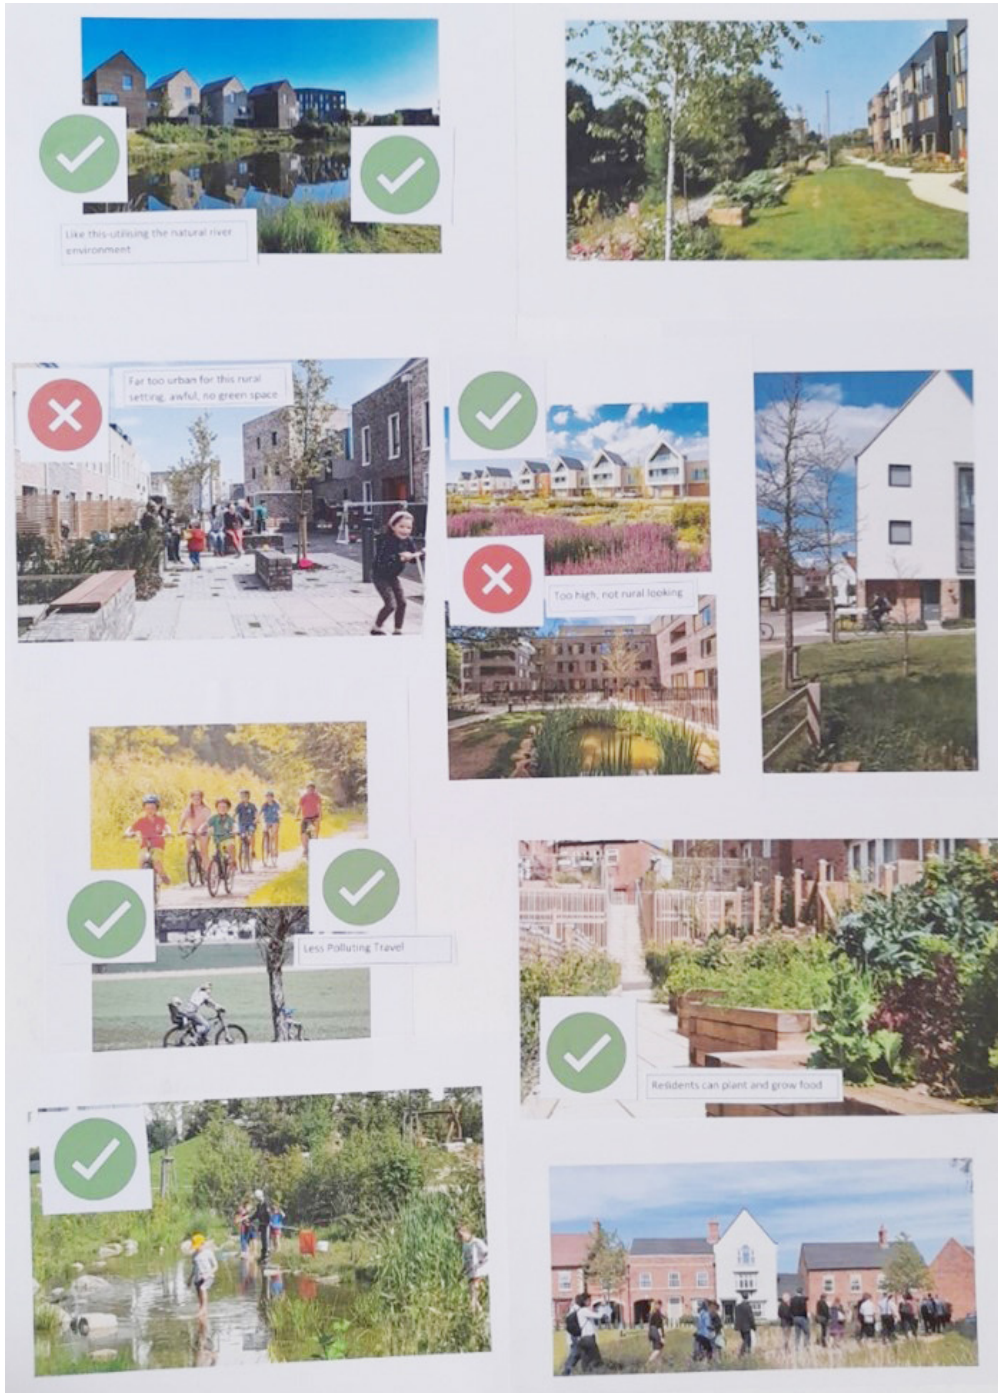 Like this-utilising the natural river
environment
Far too urban for this rural
setting, awful, no green space
Too high, not rural looking
Less Polluting Travel
Residents can plant and grow food